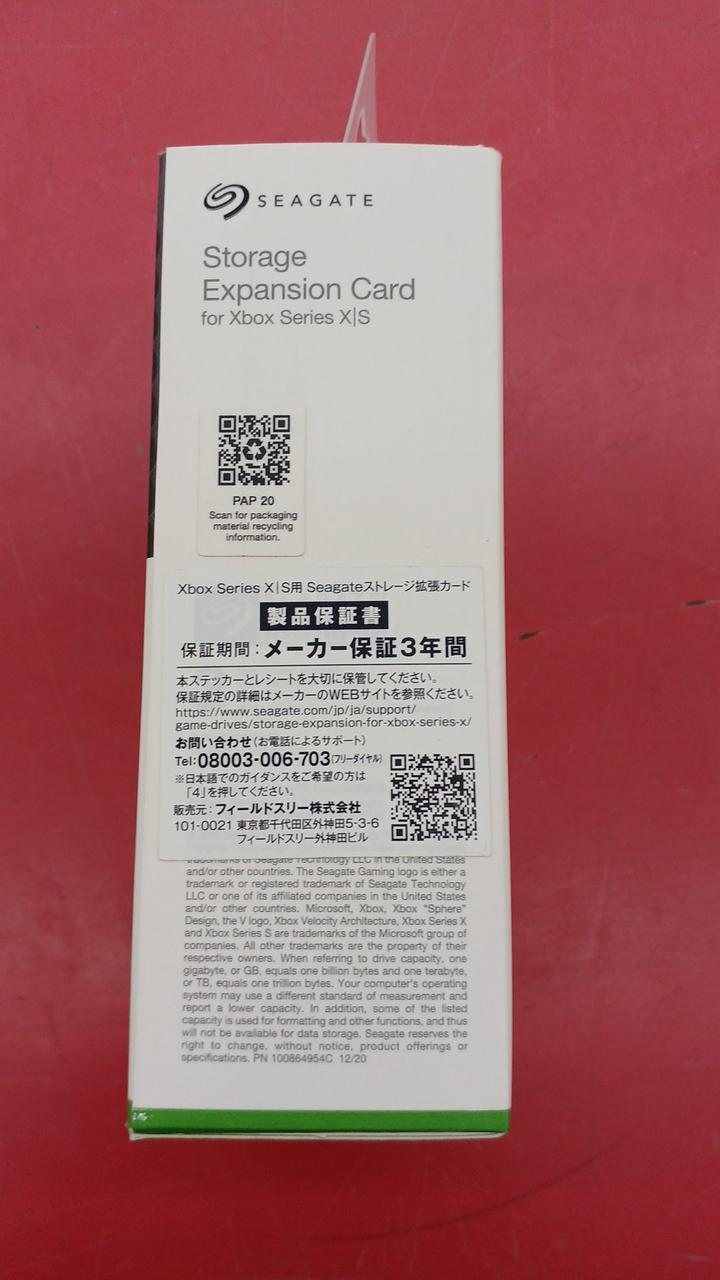 SEAGATE
Storage
Expansion Card
for Xbox Series X|S
PAP 20
Scan for packaging
material recycling
information.
Xbox Series X|S用 Seagateストレージ拡張カード
製品保証書
保証期間：メーカー保証3年間
本ステッカーとレシートを大切に保管してください。
保証規定の詳細はメーカーのWEBサイトを参照ください。
https://www.seagate.com/jp/ja/support/
game-drives/storage-expansion-for-xbox-series-x/
お問い合わせ(お電話によるサポート)
Tel:08003-006-703(フリーダイヤル)
※日本語でのガイダンスをご希望の方は
「4」を押してください。
販売元：フィールドスリー株式会社
101-0021 東京都千代田区外神田5-3-6
フィールドスリー外神田ビル
trademarks of Seagate Technology LLC in the United States
and/or other countries. The Seagate Gaming logo is either a
trademark or registered trademark of Seagate Technology
LLC or one of its affiliated companies in the United States
and/or other countries. Microsoft, Xbox, Xbox “Sphere”
Design, the V logo, Xbox Velocity Architecture, Xbox Series X
and Xbox Series S are trademarks of the Microsoft group of
companies. All other trademarks are the property of their
respective owners. When referring to drive capacity, one
gigabyte, or GB, equals one billion bytes and one terabyte,
or TB, equals one trillion bytes. Your computer's operating
system may use a different standard of measurement and
report a lower capacity. In addition, some of the listed
capacity is used for formatting and other functions, and thus
will not be available for data storage. Seagate reserves the
right to change, without notice, product offerings or
specifications. PN 100864954C 12/20